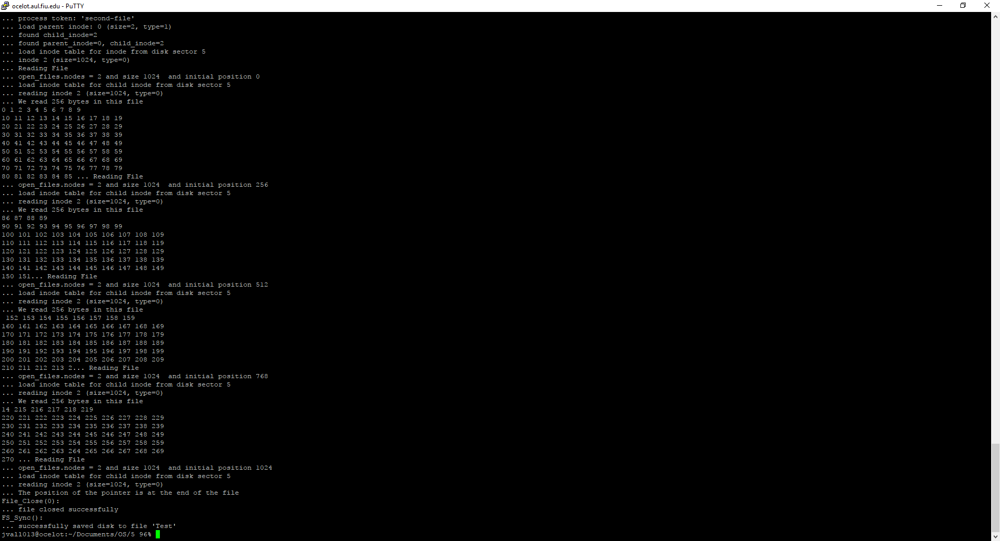 ocelot.aul.fiu.edu - PuTTY
... process token: 'second-file'
... load parent inode: 0 (size=2, type=1)
... found child_inode=2
... found parent_inode=0, child_inode=2
... load inode table for inode from disk sector 5
... inode 2 (size=1024, type=0)
... Reading File
... open_files.nodes = 2 and size 1024  and initial position 0
... load inode table for child inode from disk sector 5
... reading inode 2 (size=1024, type=0)
... We read 256 bytes in this file
0 1 2 3 4 5 6 7 8 9
10 11 12 13 14 15 16 17 18 19
20 21 22 23 24 25 26 27 28 29
30 31 32 33 34 35 36 37 38 39
40 41 42 43 44 45 46 47 48 49
50 51 52 53 54 55 56 57 58 59
60 61 62 63 64 65 66 67 68 69
70 71 72 73 74 75 76 77 78 79
80 81 82 83 84 85 ... Reading File
... open_files.nodes = 2 and size 1024  and initial position 256
... load inode table for child inode from disk sector 5
... reading inode 2 (size=1024, type=0)
... We read 256 bytes in this file
86 87 88 89
90 91 92 93 94 95 96 97 98 99
100 101 102 103 104 105 106 107 108 109
110 111 112 113 114 115 116 117 118 119
120 121 122 123 124 125 126 127 128 129
130 131 132 133 134 135 136 137 138 139
140 141 142 143 144 145 146 147 148 149
150 151... Reading File
... open_files.nodes = 2 and size 1024  and initial position 512
... load inode table for child inode from disk sector 5
... reading inode 2 (size=1024, type=0)
... We read 256 bytes in this file
 152 153 154 155 156 157 158 159
160 161 162 163 164 165 166 167 168 169
170 171 172 173 174 175 176 177 178 179
180 181 182 183 184 185 186 187 188 189
190 191 192 193 194 195 196 197 198 199
200 201 202 203 204 205 206 207 208 209
210 211 212 213 2... Reading File
... open_files.nodes = 2 and size 1024  and initial position 768
... load inode table for child inode from disk sector 5
... reading inode 2 (size=1024, type=0)
... We read 256 bytes in this file
14 215 216 217 218 219
220 221 222 223 224 225 226 227 228 229
230 231 232 233 234 235 236 237 238 239
240 241 242 243 244 245 246 247 248 249
250 251 252 253 254 255 256 257 258 259
260 261 262 263 264 265 266 267 268 269
270 ... Reading File
... open_files.nodes = 2 and size 1024  and initial position 1024
... load inode table for child inode from disk sector 5
... reading inode 2 (size=1024, type=0)
... The position of the pointer is at the end of the file
File_Close(0):
... file closed successfully
FS_Sync():
... successfully saved disk to file 'Test'
jvall013@ocelot:~/Documents/OS/5 96%